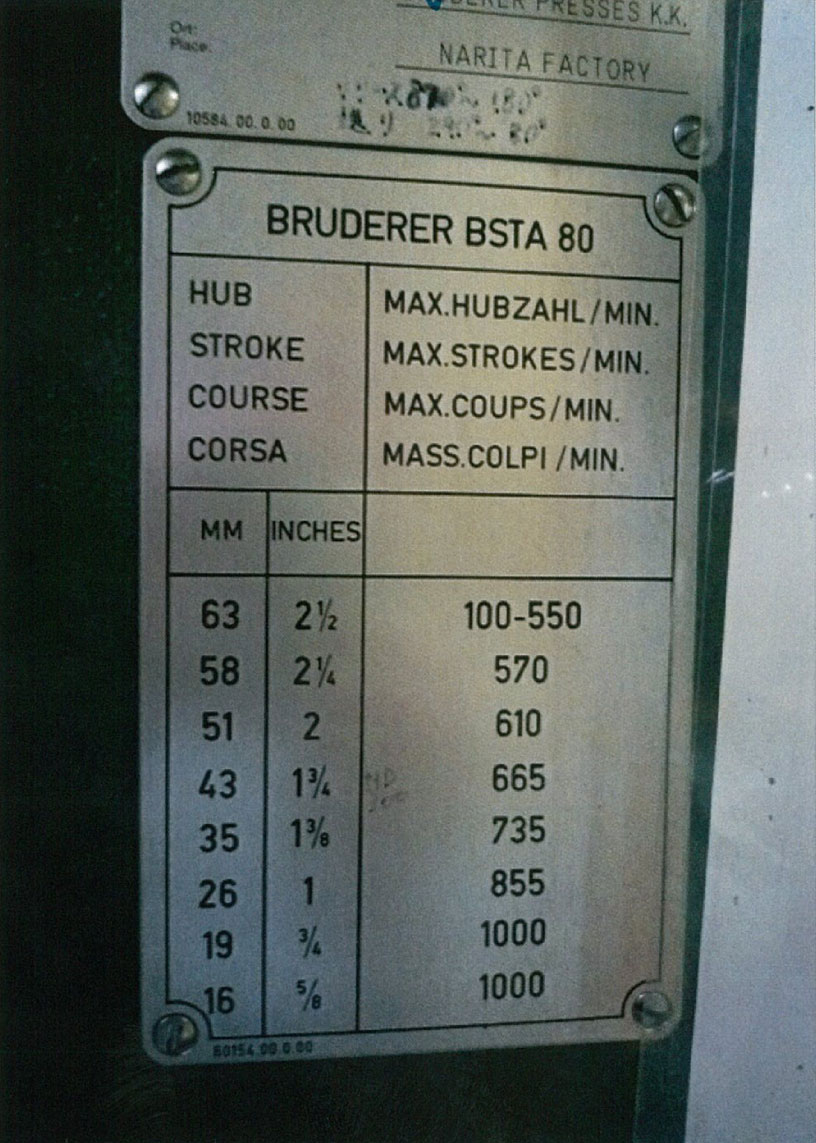 PRESSES K.K.
Ort:
Place:
NARITA FACTORY
10584.00.0.00
BRUDERER BSTA 80
HUB MAX.HUBZAHL/MIN.
STROKE MAX.STROKES/MIN.
COURSE MAX.COUPS/MIN.
CORSA MASS.COLPI/MIN.
MM INCHES
63 2½ 100-550
58 2¼ 570
51 2 610
43 1¾ 665
35 1⅜ 735
26 1 855
19 ¾ 1000
16 ⅝ 1000
60154.00.0.00